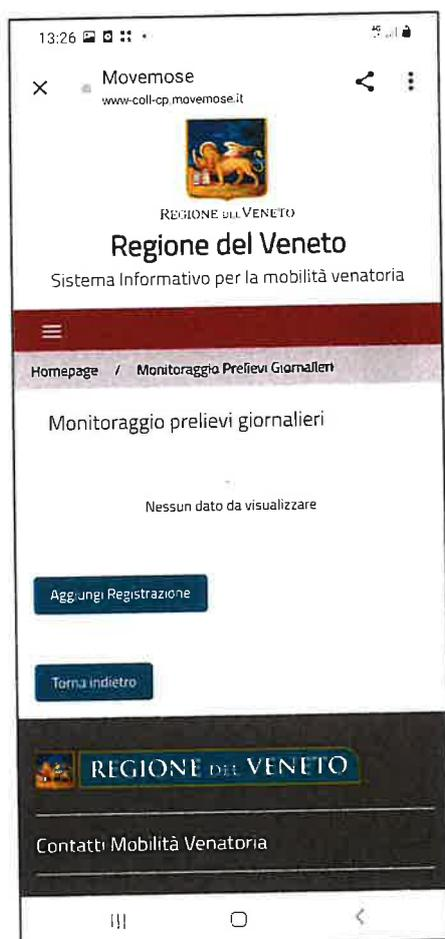 13:26
Movemose
www-coll-cp.movemose.it
REGIONE DEL VENETO
Regione del Veneto
Sistema Informativo per la mobilità venatoria
Homepage / Monitoraggio Prelievi Giornalieri
Monitoraggio prelievi giornalieri
Nessun dato da visualizzare
Aggiungi Registrazione
Torna indietro
REGIONE DEL VENETO
Contatti Mobilità Venatoria